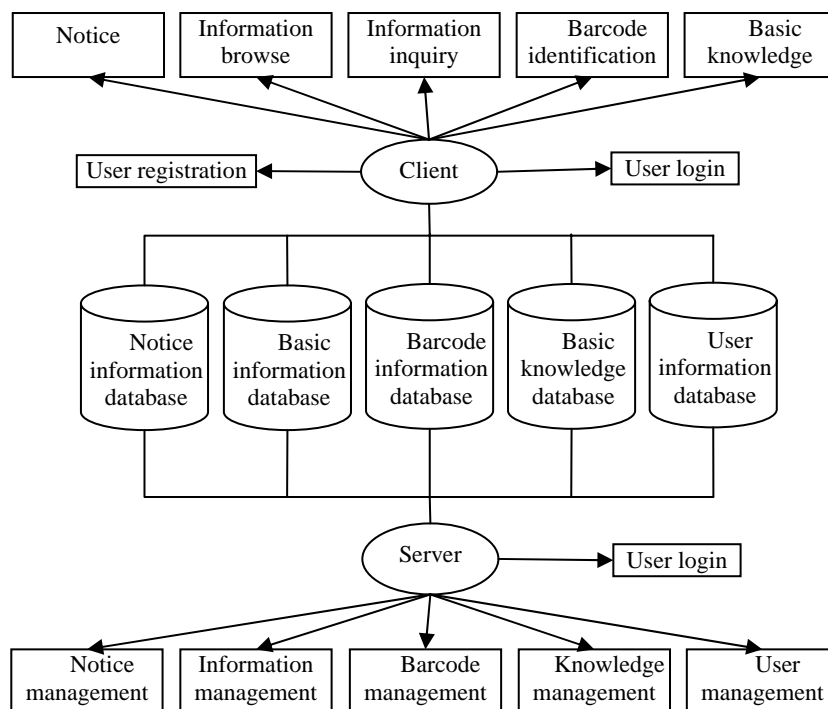 Notice
Information
browse
Information
inquiry
Barcode
identification
Basic
knowledge
User registration
Client
User login
Notice
information
database
Basic
information
database
Barcode
information
database
Basic
knowledge
database
User
information
database
Server
User login
Notice
management
Information
management
Barcode
management
Knowledge
management
User
management